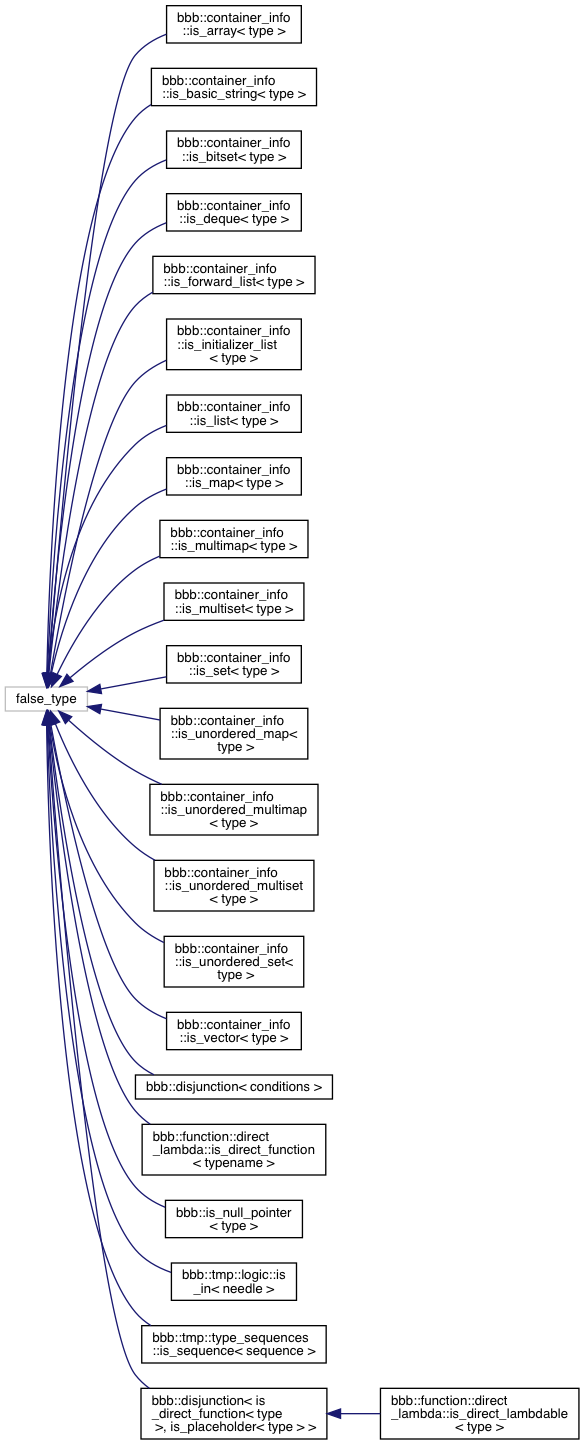 bbb::container_info
::is_array< type >
bbb::container_info
::is_basic_string< type >
bbb::container_info
::is_bitset< type >
bbb::container_info
::is_deque< type >
bbb::container_info
::is_forward_list< type >
bbb::container_info
::is_initializer_list
< type >
bbb::container_info
::is_list< type >
bbb::container_info
::is_map< type >
bbb::container_info
::is_multimap< type >
bbb::container_info
::is_multiset< type >
bbb::container_info
::is_set< type >
false_type
bbb::container_info
::is_unordered_map<
type >
bbb::container_info
::is_unordered_multimap
< type >
bbb::container_info
::is_unordered_multiset
< type >
bbb::container_info
::is_unordered_set<
type >
bbb::container_info
::is_vector< type >
bbb::disjunction< conditions >
bbb::function::direct
_lambda::is_direct_function
< typename >
bbb::is_null_pointer
< type >
bbb::tmp::logic::is
_in< needle >
bbb::tmp::type_sequences
::is_sequence< sequence >
bbb::disjunction< is
_direct_function< type
>, is_placeholder< type > >
bbb::function::direct
_lambda::is_direct_lambdable
< type >